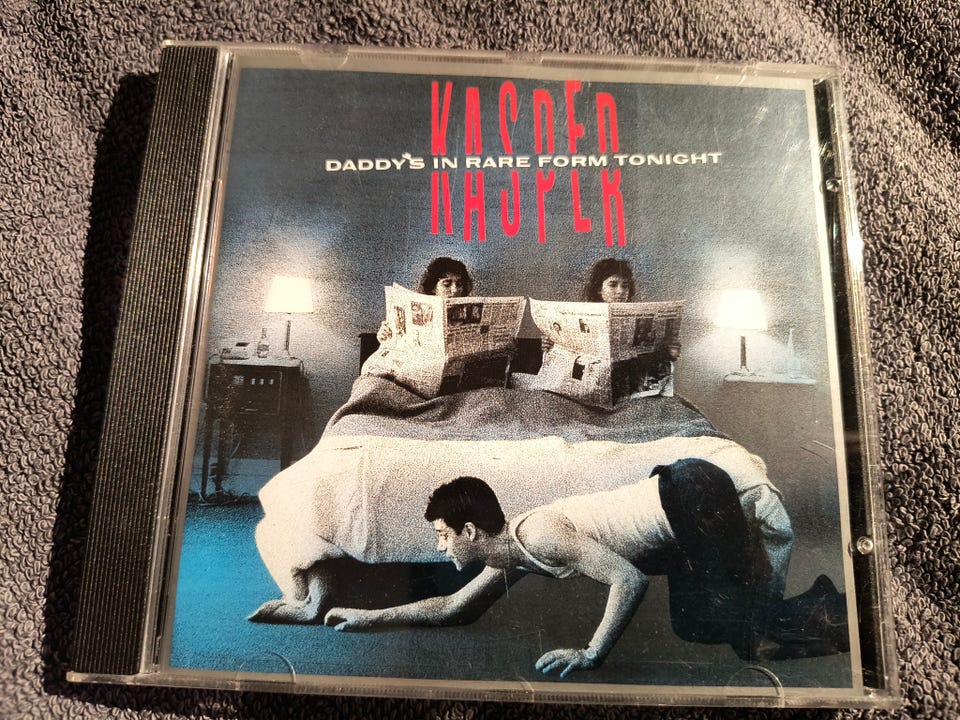 KASPER
DADDY'S IN RARE FORM TONIGHT